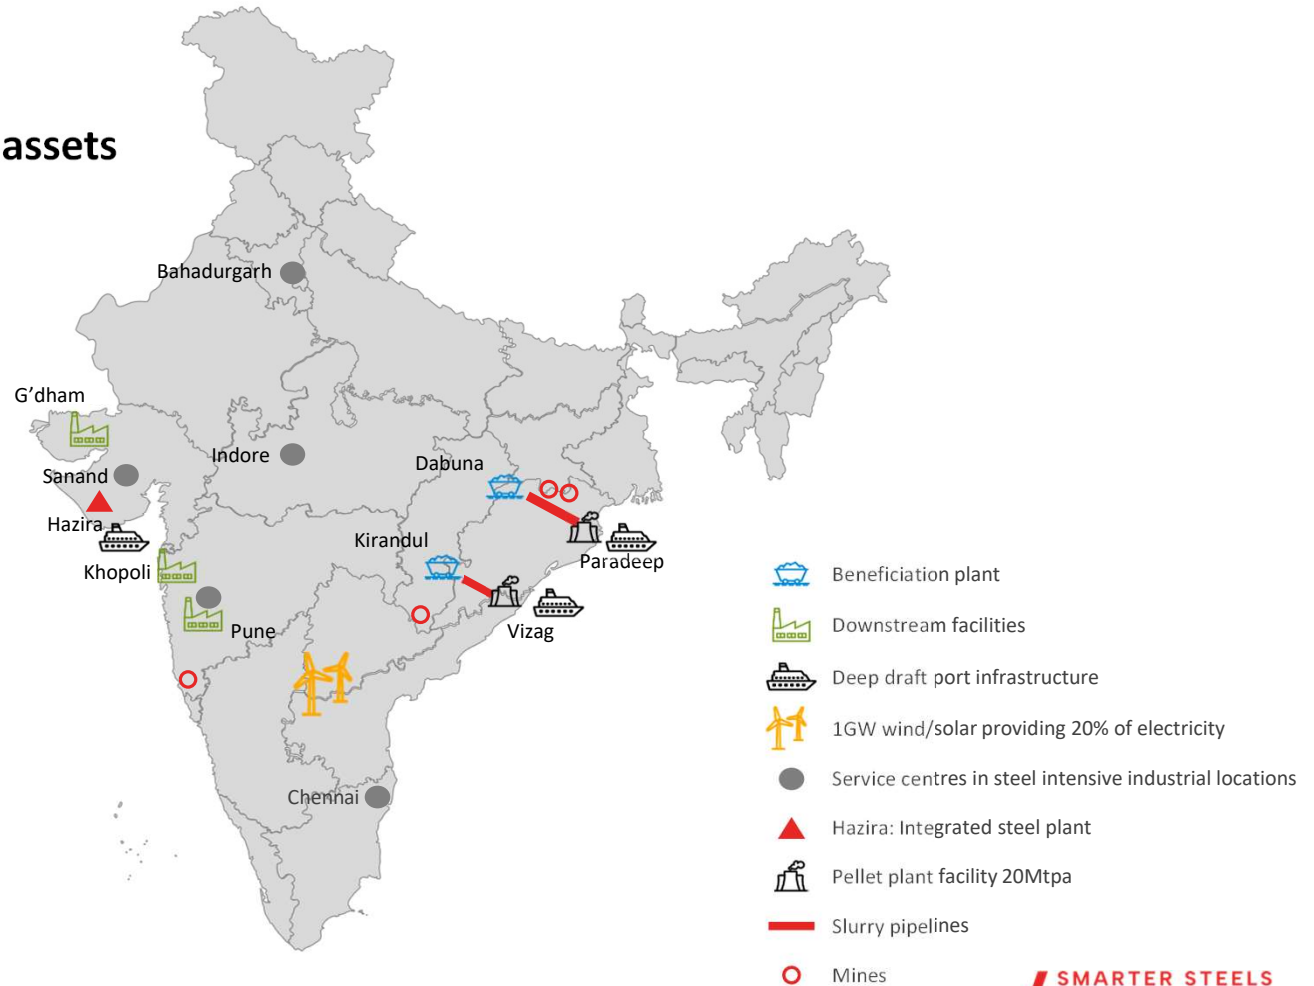 assets
Bahadurgarh
G’dham
Indore
Dabuna
Sanand
Hazira
Kirandul
Paradeep
Khopoli
Pune
Vizag
Chennai
Beneficiation plant
Downstream facilities
Deep draft port infrastructure
1GW wind/solar providing 20% of electricity
Service centres in steel intensive industrial locations
Hazira: Integrated steel plant
Pellet plant facility 20Mtpa
Slurry pipelines
Mines
SMARTER STEELS